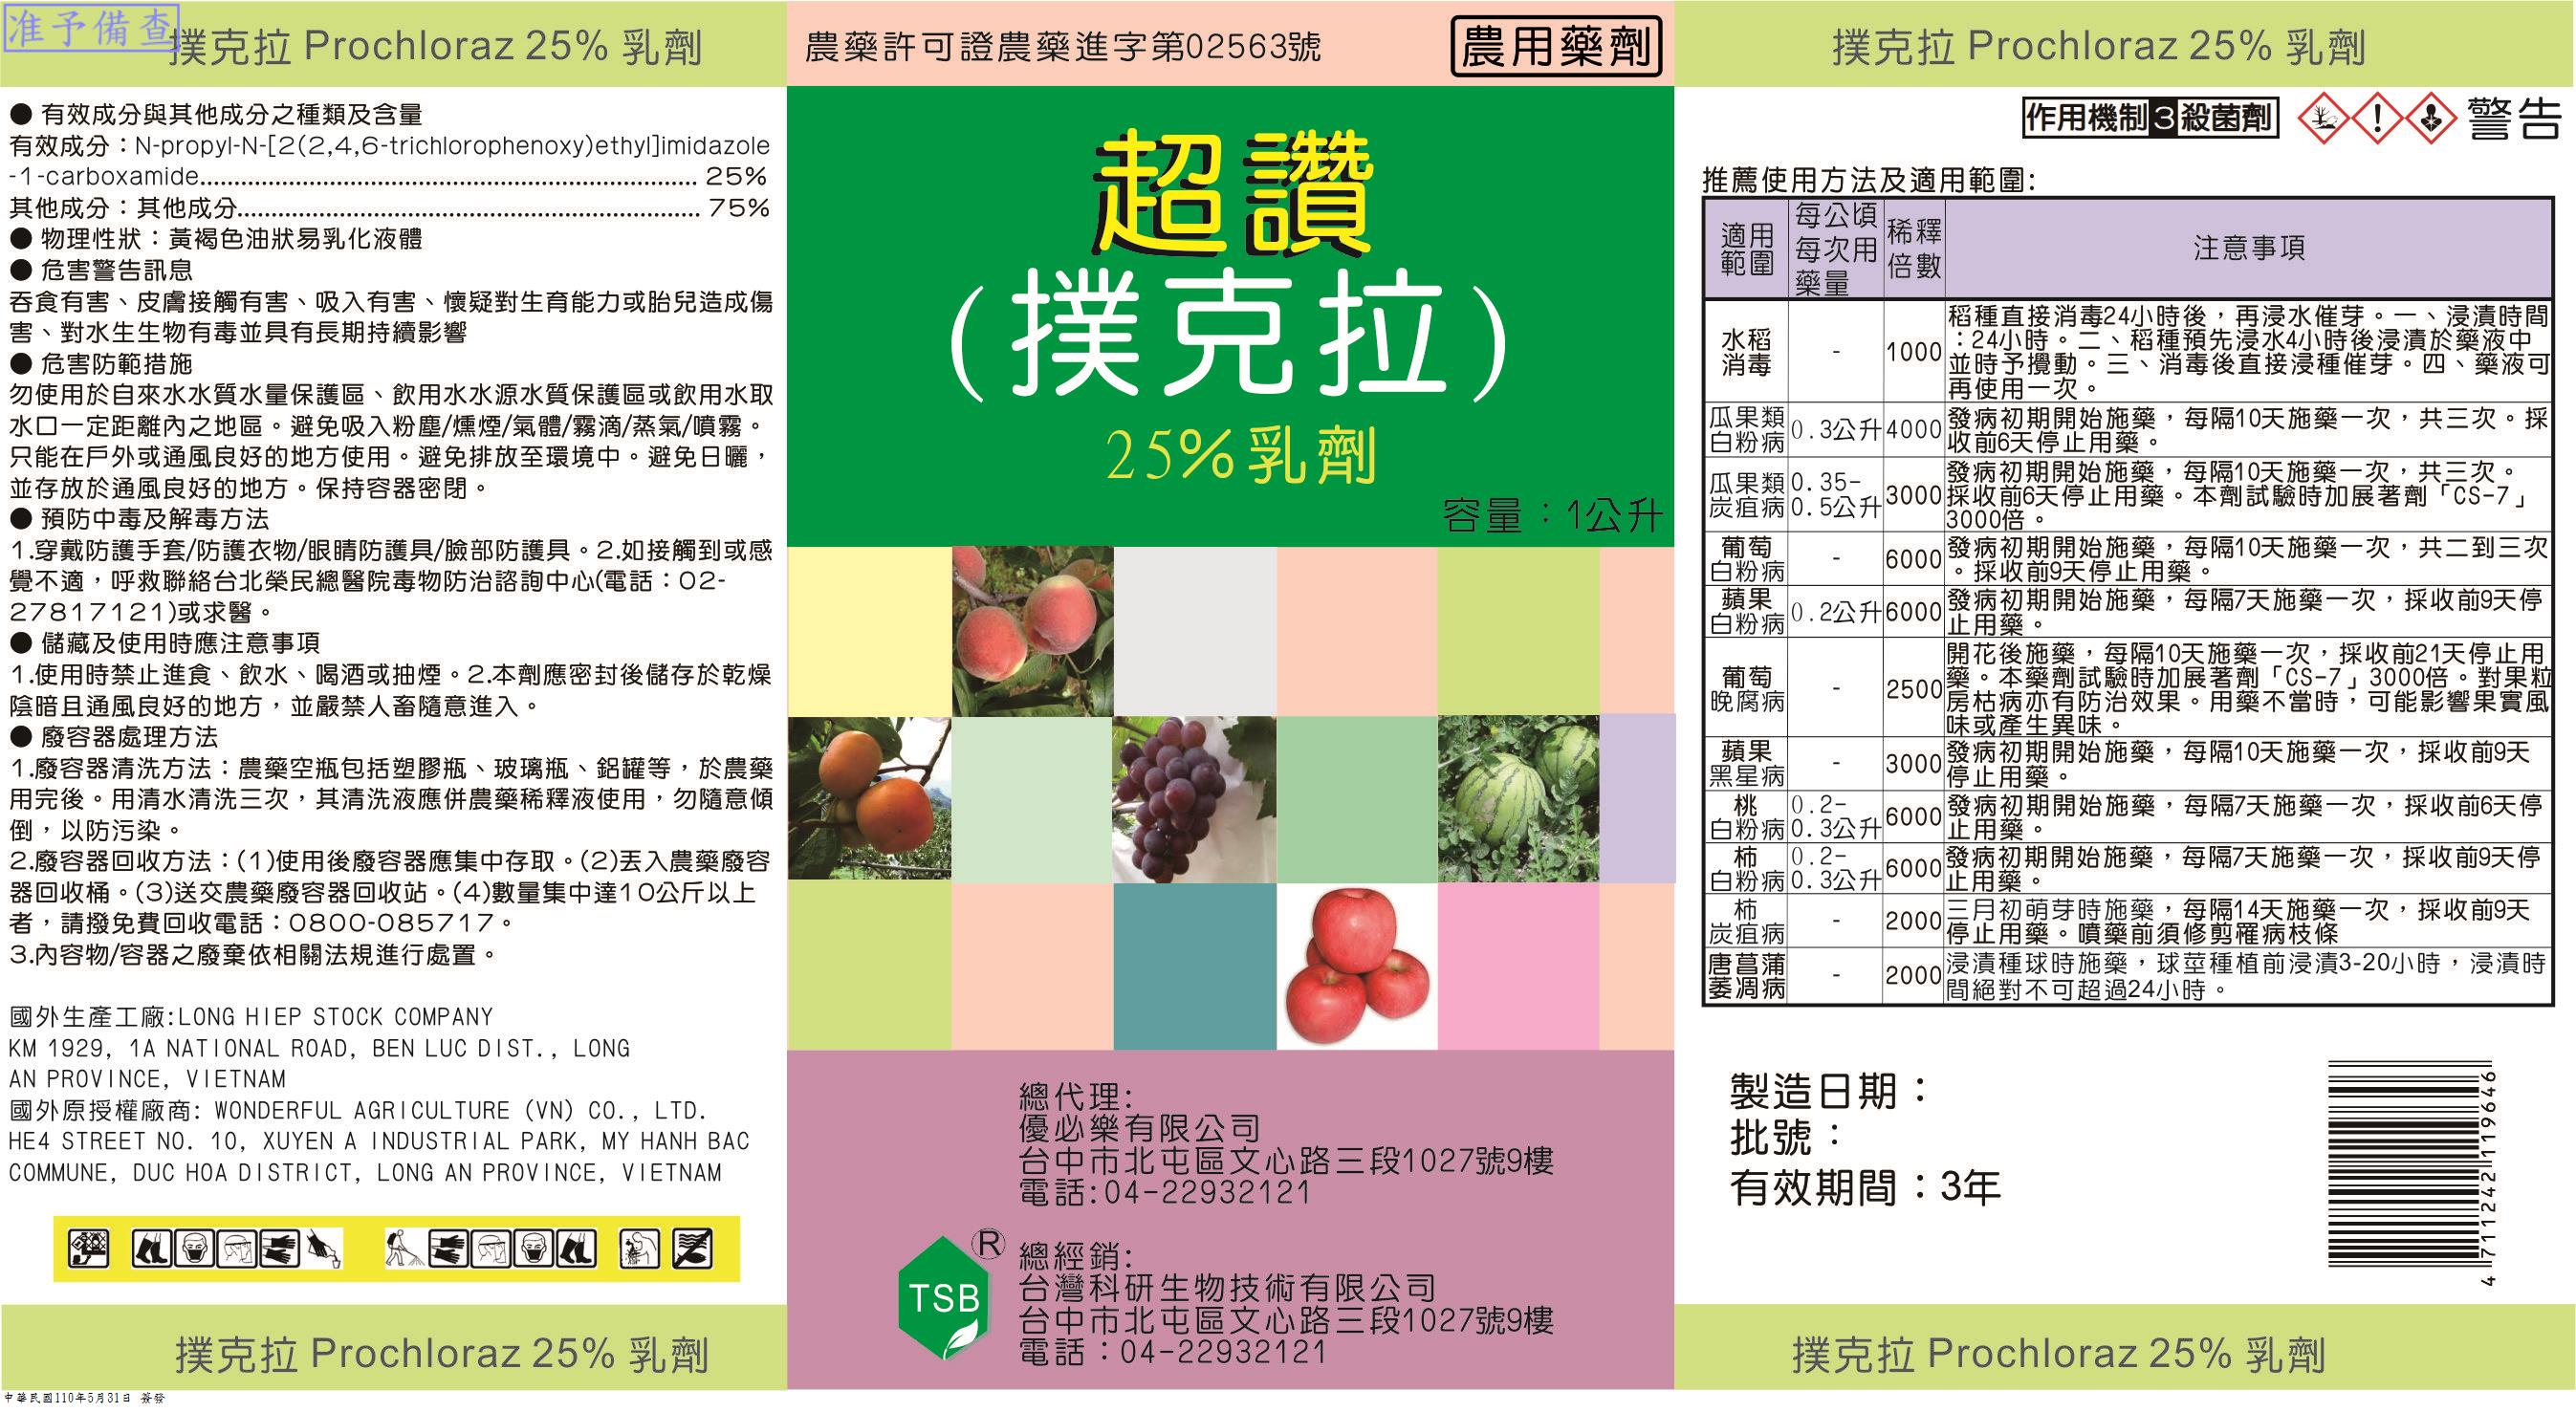 准予備查
撲克拉 Prochloraz 25% 乳劑
● 有效成分與其他成分之種類及含量
有效成分：N-propyl-N-[2(2,4,6-trichlorophenoxy)ethyl]imidazole
-1-carboxamide............................................................. 25%
其他成分：其他成分......................................................... 75%
● 物理性狀：黃褐色油狀易乳化液體
● 危害警告訊息
吞食有害、皮膚接觸有害、吸入有害、懷疑對生育能力或胎兒造成傷
害、對水生生物有毒並具有長期持續影響
● 危害防範措施
勿使用於自來水水質水量保護區、飲用水水源水質保護區或飲用水取
水口一定距離內之地區。避免吸入粉塵/燻煙/氣體/霧滴/蒸氣/噴霧。
只能在戶外或通風良好的地方使用。避免排放至環境中。避免日曬，
並存放於通風良好的地方。保持容器密閉。
● 預防中毒及解毒方法
1.穿戴防護手套/防護衣物/眼睛防護具/臉部防護具。2.如接觸到或感
覺不適，呼救聯絡台北榮民總醫院毒物防治諮詢中心(電話：02-
27817121)或求醫。
● 儲藏及使用時應注意事項
1.使用時禁止進食、飲水、喝酒或抽煙。2.本劑應密封後儲存於乾燥
陰暗且通風良好的地方，並嚴禁人畜隨意進入。
● 廢容器處理方法
1.廢容器清洗方法：農藥空瓶包括塑膠瓶、玻璃瓶、鋁罐等，於農藥
用完後。用清水清洗三次，其清洗液應併農藥稀釋液使用，勿隨意傾
倒，以防污染。
2.廢容器回收方法：(1)使用後廢容器應集中存取。(2)丟入農藥廢容
器回收桶。(3)送交農藥廢容器回收站。(4)數量集中達10公斤以上
者，請撥免費回收電話：0800-085717。
3.內容物/容器之廢棄依相關法規進行處置。
國外生產工廠:LONG HIEP STOCK COMPANY
KM 1929, 1A NATIONAL ROAD, BEN LUC DIST., LONG
AN PROVINCE, VIETNAM
國外原授權廠商: WONDERFUL AGRICULTURE (VN) CO., LTD.
HE4 STREET NO. 10, XUYEN A INDUSTRIAL PARK, MY HANH BAC
COMMUNE, DUC HOA DISTRICT, LONG AN PROVINCE, VIETNAM
撲克拉 Prochloraz 25% 乳劑
中華民國110年5月31日 簽發
農藥許可證農藥進字第02563號
農用藥劑
超讚
(撲克拉)
25%乳劑
容量：1公升
總代理:
優必樂有限公司
台中市北屯區文心路三段1027號9樓
電話:04-22932121
TSB
®
總經銷:
台灣科研生物技術有限公司
台中市北屯區文心路三段1027號9樓
電話：04-22932121
撲克拉 Prochloraz 25% 乳劑
作用機制3殺菌劑
警告
推薦使用方法及適用範圍:
適用範圍 每公頃每次用藥量 稀釋倍數 注意事項
水稻消毒 - 1000 稻種直接消毒24小時後，再浸水催芽。一、浸漬時間
：24小時。二、稻種預先浸水4小時後浸漬於藥液中
並時予攪動。三、消毒後直接浸種催芽。四、藥液可
再使用一次。
瓜果類白粉病 0.3公升 4000 發病初期開始施藥，每隔10天施藥一次，共三次。採
收前6天停止用藥。
瓜果類炭疽病 0.35-0.5公升 3000 發病初期開始施藥，每隔10天施藥一次，共三次。
採收前6天停止用藥。本劑試驗時加展著劑「CS-7」
3000倍。
葡萄白粉病 - 6000 發病初期開始施藥，每隔10天施藥一次，共二到三次
。採收前9天停止用藥。
蘋果白粉病 0.2公升 6000 發病初期開始施藥，每隔7天施藥一次，採收前9天停
止用藥。
葡萄晚腐病 - 2500 開花後施藥，每隔10天施藥一次，採收前21天停止用
藥。本藥劑試驗時加展著劑「CS-7」3000倍。對果粒
房枯病亦有防治效果。用藥不當時，可能影響果實風
味或產生異味。
蘋果黑星病 - 3000 發病初期開始施藥，每隔10天施藥一次，採收前9天
停止用藥。
桃白粉病 0.2-0.3公升 6000 發病初期開始施藥，每隔7天施藥一次，採收前6天停
止用藥。
柿白粉病 0.2-0.3公升 6000 發病初期開始施藥，每隔7天施藥一次，採收前9天停
止用藥。
柿炭疽病 - 2000 三月初萌芽時施藥，每隔14天施藥一次，採收前9天
停止用藥。噴藥前須修剪罹病枝條
唐菖蒲萎凋病 - 2000 浸漬種球時施藥，球莖種植前浸漬3-20小時，浸漬時
間絕對不可超過24小時。
製造日期：
批號：
有效期間：3年
4 711242 119646
撲克拉 Prochloraz 25% 乳劑